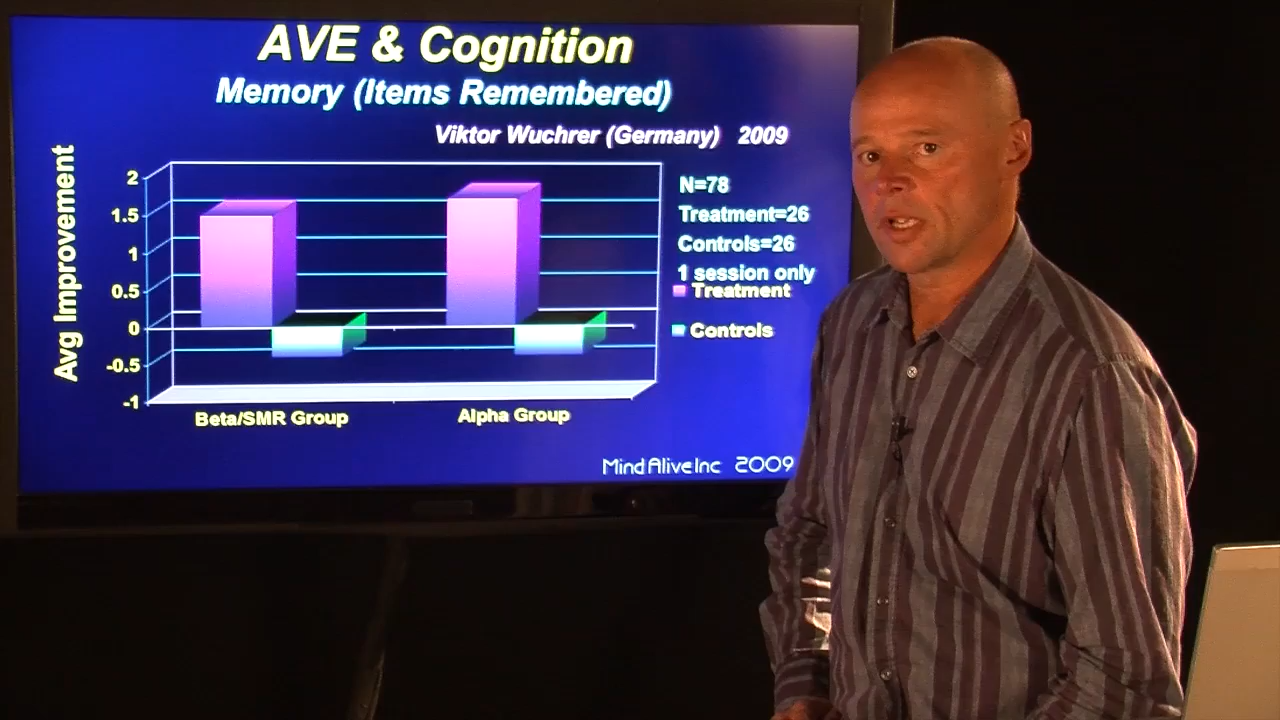 AVE & Cognition
Memory (Items Remembered)
Viktor Wuchrer (Germany) 2009
Avg Improvement
2
1.5
1
0.5
0
-0.5
-1
Beta/SMR Group
Alpha Group
N=78
Treatment=26
Controls=26
1 session only
Treatment
Controls
Mind Alive Inc 2009